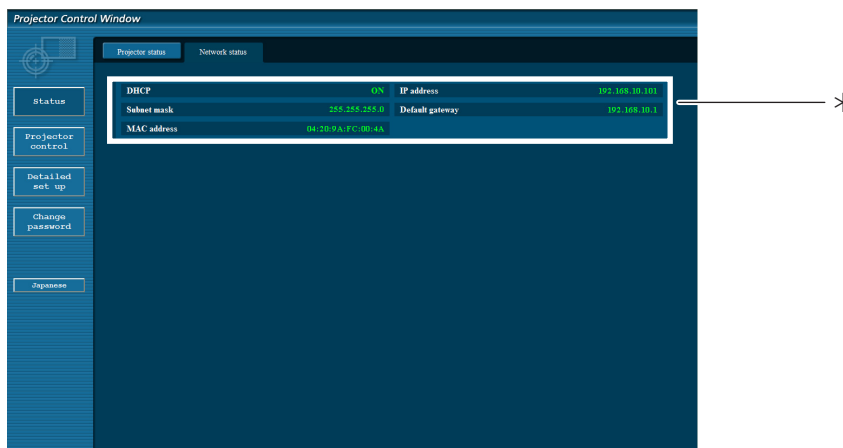 Projector Control Window
Projector status
Network status
DHCP ON IP address 192.168.10.101
Subnet mask 255.255.255.0 Default gateway 192.168.10.1
MAC address 04:20:9A:FC:00:4A
Status
Projector
control
Detailed
set up
Change
password
Japanese